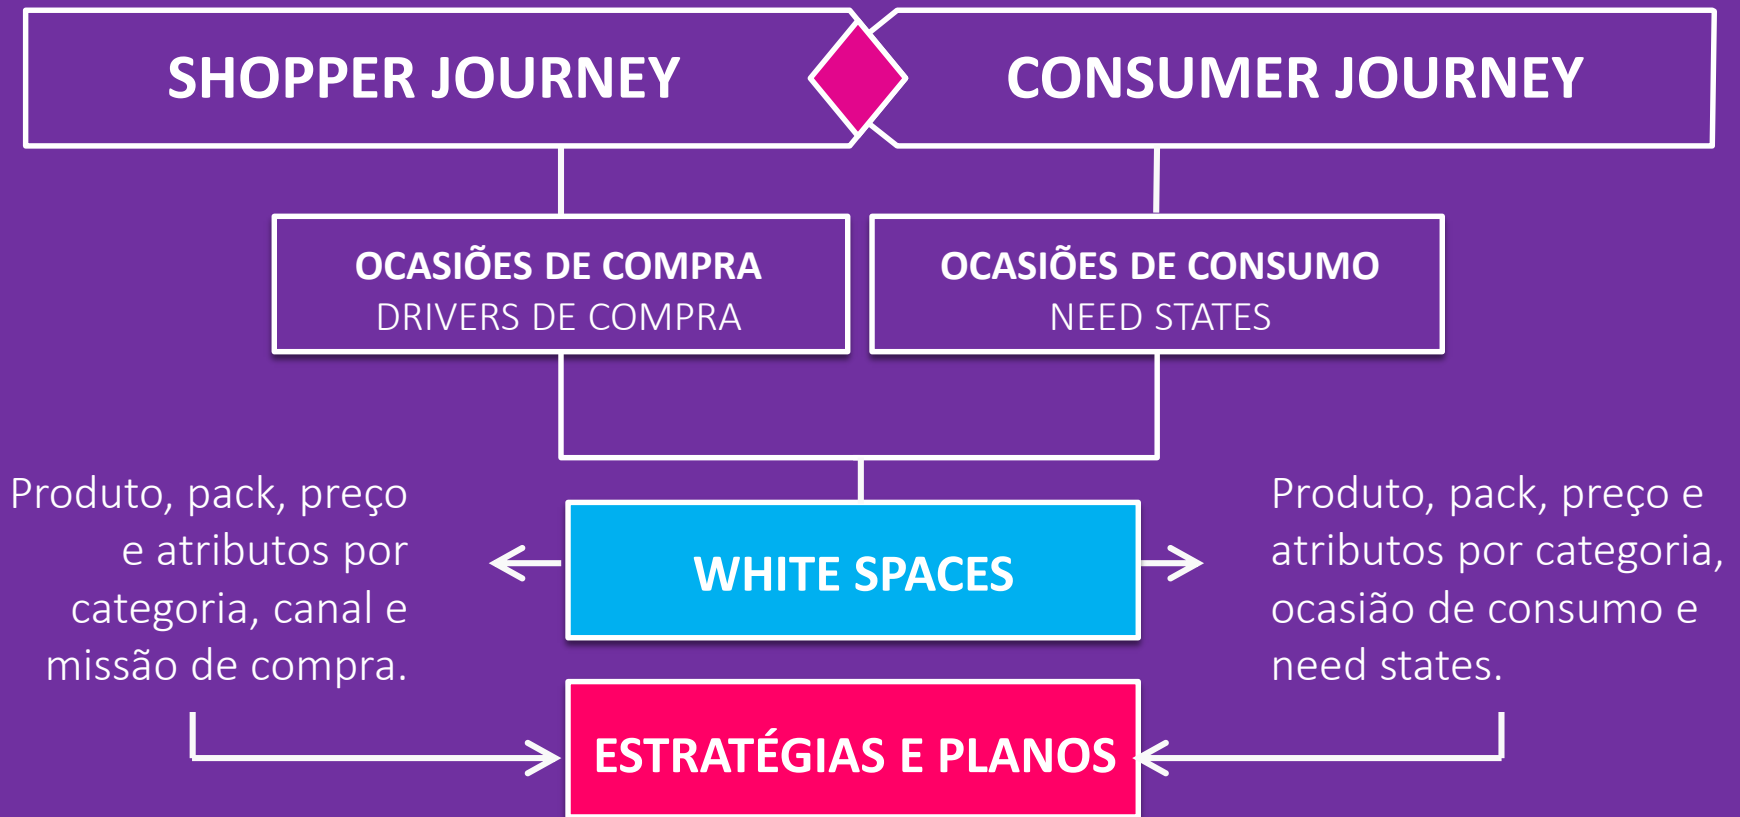 SHOPPER JOURNEY
CONSUMER JOURNEY
OCASIÕES DE COMPRA
DRIVERS DE COMPRA
OCASIÕES DE CONSUMO
NEED STATES
Produto, pack, preço
e atributos por
categoria, canal e
missão de compra.
WHITE SPACES
Produto, pack, preço e
atributos por categoria,
ocasião de consumo e
need states.
ESTRATÉGIAS E PLANOS